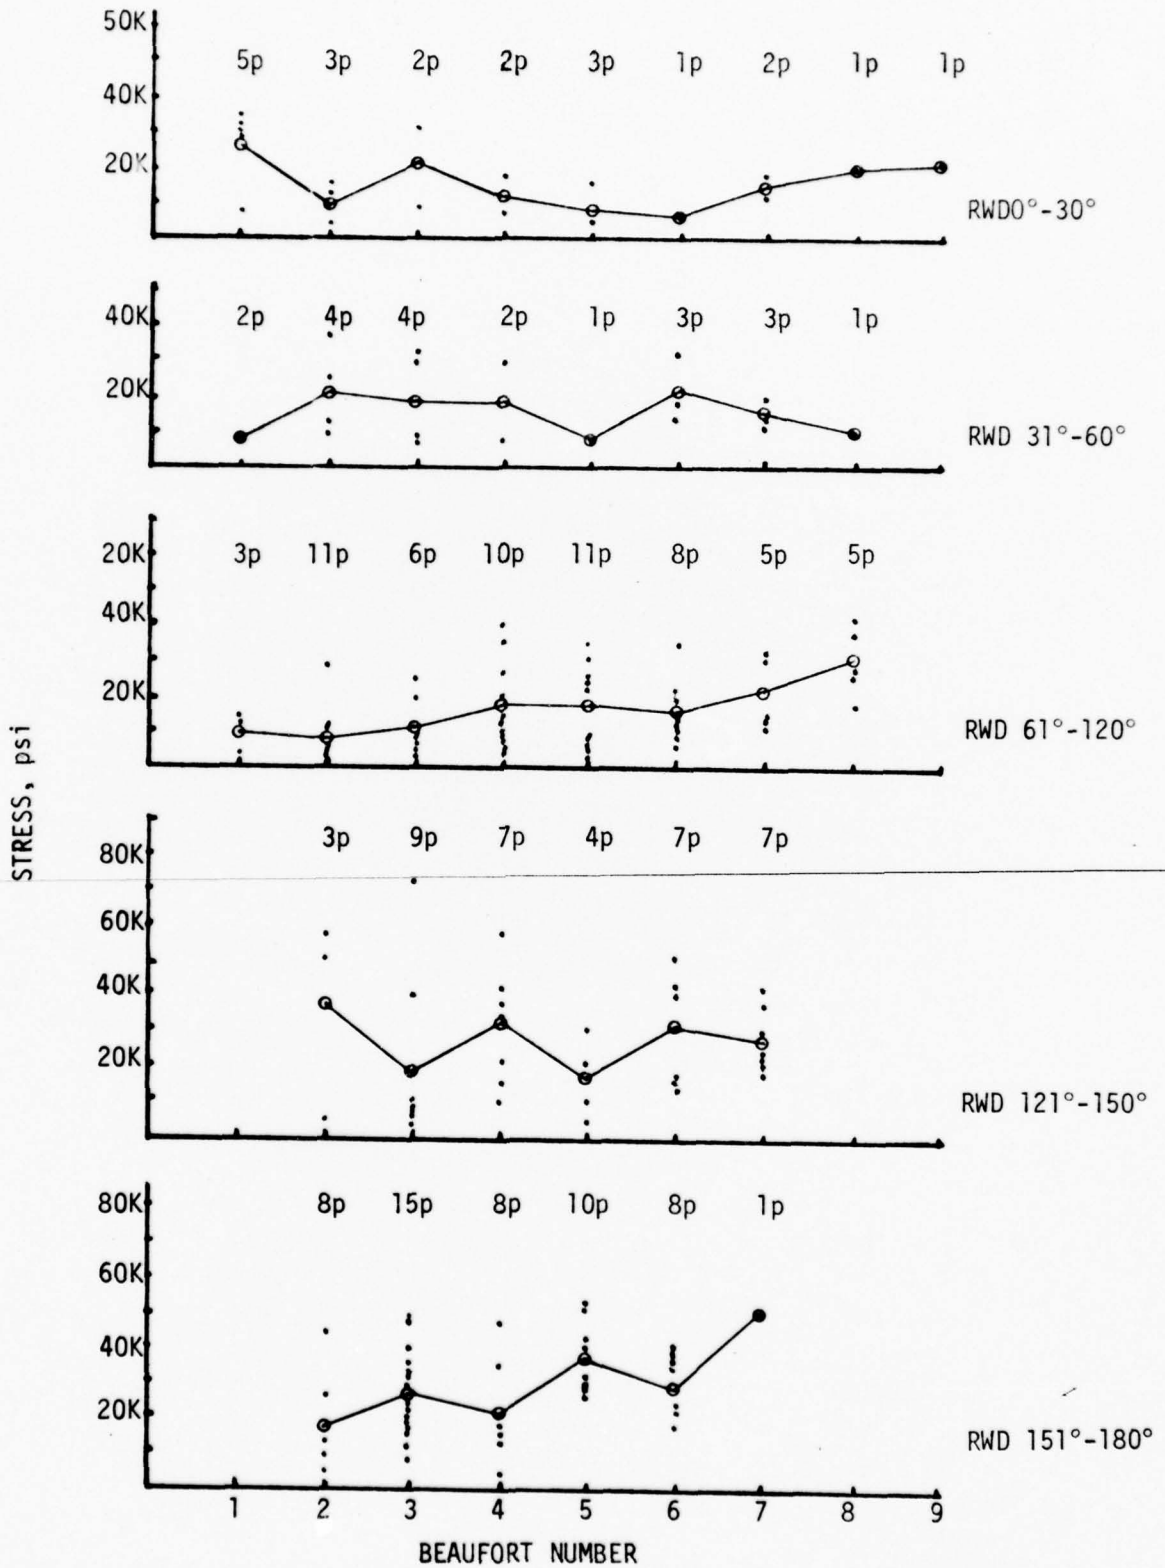 50K
5p 3p 2p 2p 3p 1p 2p 1p 1p
40K
20K
RWD0°-30°
2p 4p 4p 2p 1p 3p 3p 1p
40K
20K
RWD 31°-60°
20K
3p 11p 6p 10p 11p 8p 5p 5p
40K
20K
RWD 61°-120°
STRESS, psi
3p 9p 7p 4p 7p 7p
80K
60K
40K
20K
RWD 121°-150°
80K
8p 15p 8p 10p 8p 1p
60K
40K
20K
RWD 151°-180°
1 2 3 4 5 6 7 8 9
BEAUFORT NUMBER